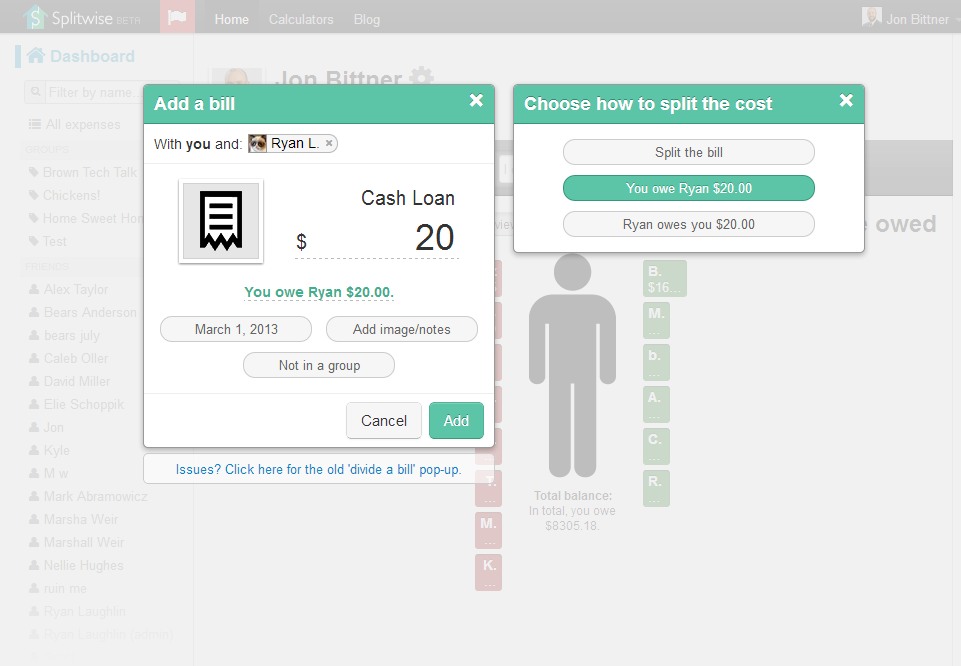 Splitwise BETA
Home Calculators Blog
Jon Bittner
Dashboard
Filter by name...
All expenses
GROUPS
Brown Tech Talk
Chickens!
Home Sweet Hom
Test
FRIENDS
Alex Taylor
Bears Anderson
bears july
Caleb Oller
David Miller
Elie Schoppik
Jon
Kyle
M w
Mark Abramowicz
Marsha Weir
Marshall Weir
Nellie Hughes
ruin me
Ryan Laughlin
Ryan Laughlin (admin)
Jon Bittner
Add a bill
With you and: Ryan L. ×
Cash Loan
$ 20
You owe Ryan $20.00.
March 1, 2013
Add image/notes
Not in a group
Cancel
Add
Issues? Click here for the old 'divide a bill' pop-up.
Choose how to split the cost
Split the bill
You owe Ryan $20.00
Ryan owes you $20.00
owed
T.
...
M.
...
K.
...
B.
$16...
M.
...
b.
...
A.
...
C.
...
R.
...
Total balance:
In total, you owe
$8305.18.